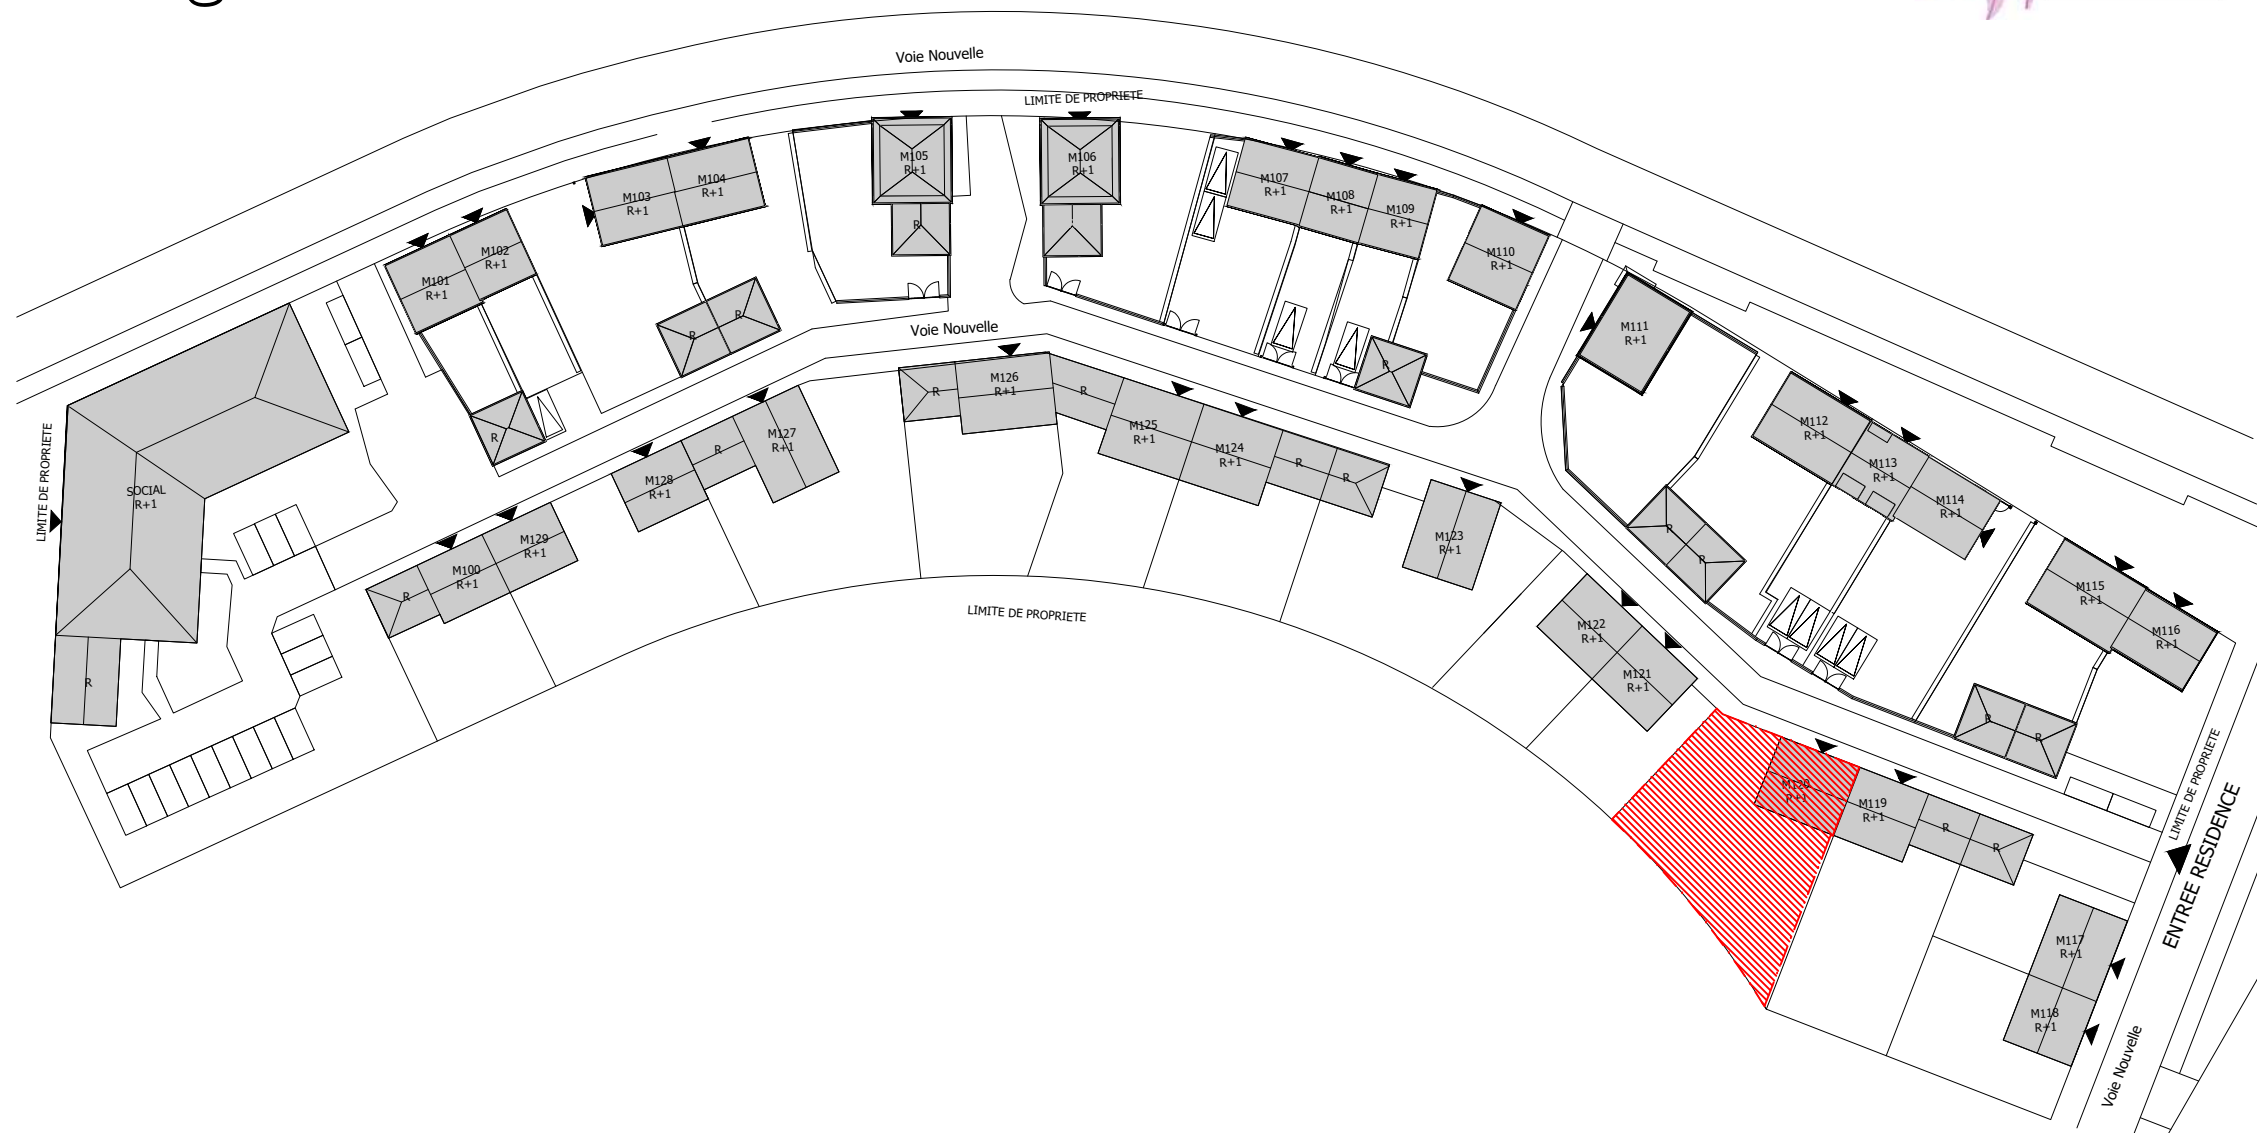 Voie Nouvelle
LIMITE DE PROPRIETE
M105
R+1
M106
R+1
M104
R+1
M103
R+1
M107
R+1
M108
R+1
M109
R+1
M102
R+1
M101
R+1
R
M110
R+1
R
R
Voie Nouvelle
M111
R+1
R
R
M126
R+1
R
R
M112
R+1
M113
R+1
M114
R+1
M125
R+1
M124
R+1
R
R
M127
R+1
R
M128
R+1
LIMITE DE PROPRIETE
SOCIAL
R+1
R
M123
R+1
R
R
M129
R+1
M100
R+1
R
LIMITE DE PROPRIETE
M115
R+1
M116
R+1
M122
R+1
M121
R+1
R
R
R
M120
R+1
M119
R+1
R
R
LIMITE DE PROPRIETE
ENTREE RESIDENCE
M117
R+1
M118
R+1
Voie Nouvelle